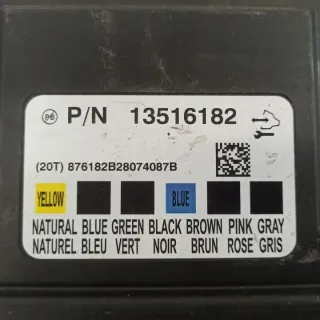 P/N 13516182
(20T) 876182B28074087B
YELLOW BLUE
NATURAL BLUE GREEN BLACK BROWN PINK GRAY
NATUREL BLEU VERT NOIR BRUN ROSE GRIS